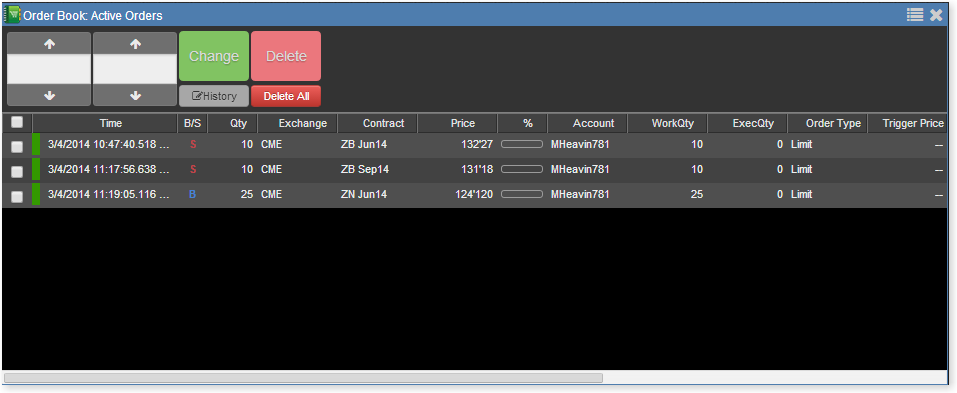 Order Book: Active Orders
Change Delete
History Delete All
Time B/S Qty Exchange Contract Price % Account WorkQty ExecQty Order Type Trigger Price
3/4/2014 10:47:40.518 ... S 10 CME ZB Jun14 132'27 MHeavin781 10 0 Limit --
3/4/2014 11:17:56.638 ... S 10 CME ZB Sep14 131'18 MHeavin781 10 0 Limit --
3/4/2014 11:19:05.116 ... B 25 CME ZN Jun14 124'120 MHeavin781 25 0 Limit --